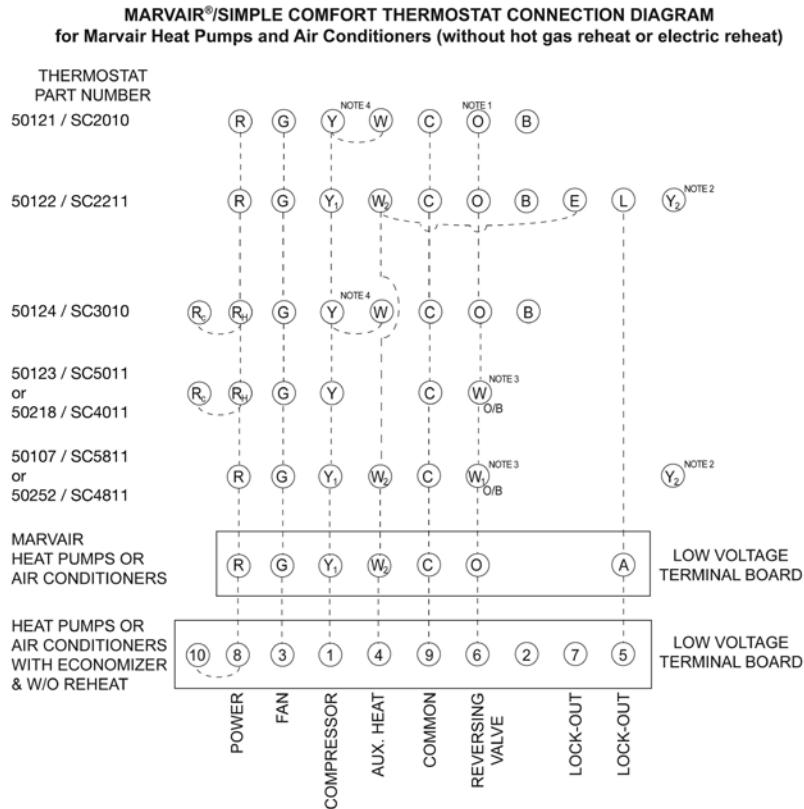 MARVAIR®/SIMPLE COMFORT THERMOSTAT CONNECTION DIAGRAM
for Marvair Heat Pumps and Air Conditioners (without hot gas reheat or electric reheat)
THERMOSTAT
PART NUMBER
NOTE 4 NOTE 1
50121 / SC2010 R G Y W C O B
50122 / SC2211 R G Y1 W2 C O B E L Y2 NOTE 2
NOTE 4
50124 / SC3010 Rc RH G Y W C O B
50123 / SC5011
or Rc RH G Y C W NOTE 3
50218 / SC4011 O/B
50107 / SC5811
or R G Y1 W2 C W1 NOTE 3 Y2 NOTE 2
50252 / SC4811 O/B
MARVAIR
HEAT PUMPS OR
AIR CONDITIONERS
R G Y1 W2 C O A
LOW VOLTAGE
TERMINAL BOARD
HEAT PUMPS OR
AIR CONDITIONERS
WITH ECONOMIZER
& W/O REHEAT
10 8 3 1 4 9 6 2 7 5
LOW VOLTAGE
TERMINAL BOARD
POWER
FAN
COMPRESSOR
AUX. HEAT
COMMON
REVERSING
VALVE
LOCK-OUT
LOCK-OUT